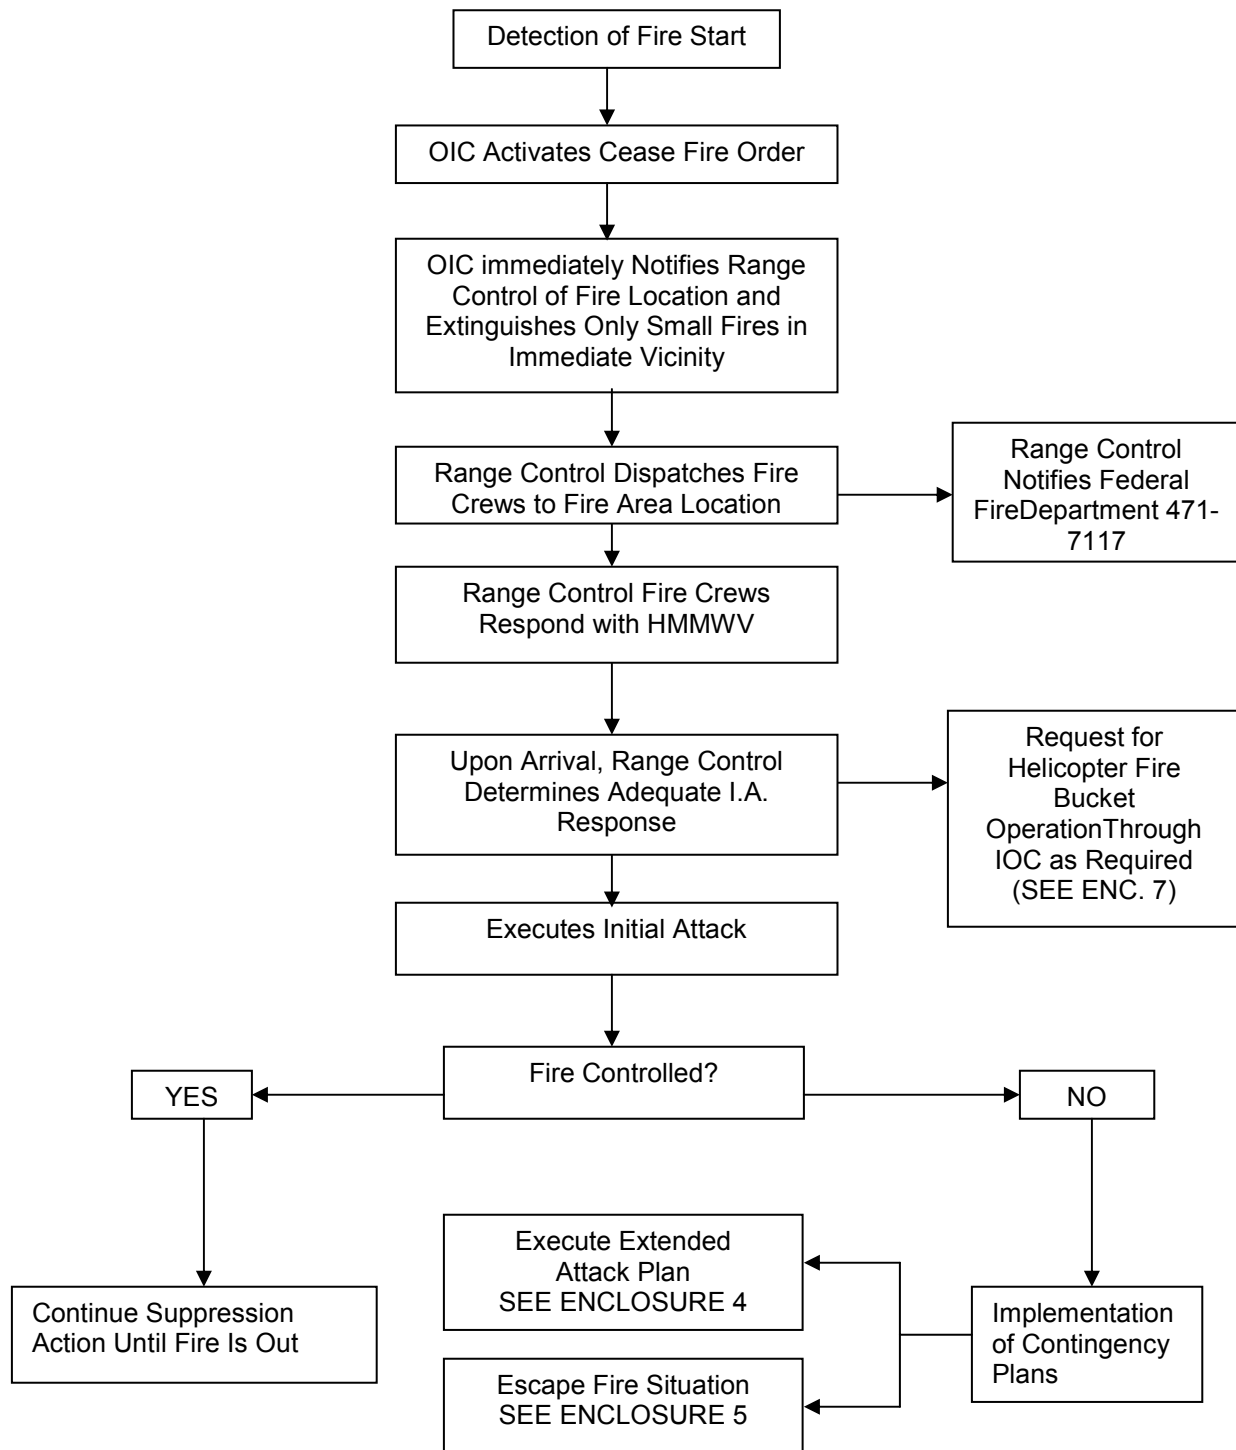 Detection of Fire Start
OIC Activates Cease Fire Order
OIC immediately Notifies Range
Control of Fire Location and
Extinguishes Only Small Fires in
Immediate Vicinity
Range Control Dispatches Fire
Crews to Fire Area Location
Range Control
Notifies Federal
FireDepartment 471-
7117
Range Control Fire Crews
Respond with HMMWV
Upon Arrival, Range Control
Determines Adequate I.A.
Response
Request for
Helicopter Fire
Bucket
OperationThrough
IOC as Required
(SEE ENC. 7)
Executes Initial Attack
Fire Controlled?
YES
NO
Execute Extended
Attack Plan
SEE ENCLOSURE 4
Continue Suppression
Action Until Fire Is Out
Implementation
of Contingency
Plans
Escape Fire Situation
SEE ENCLOSURE 5